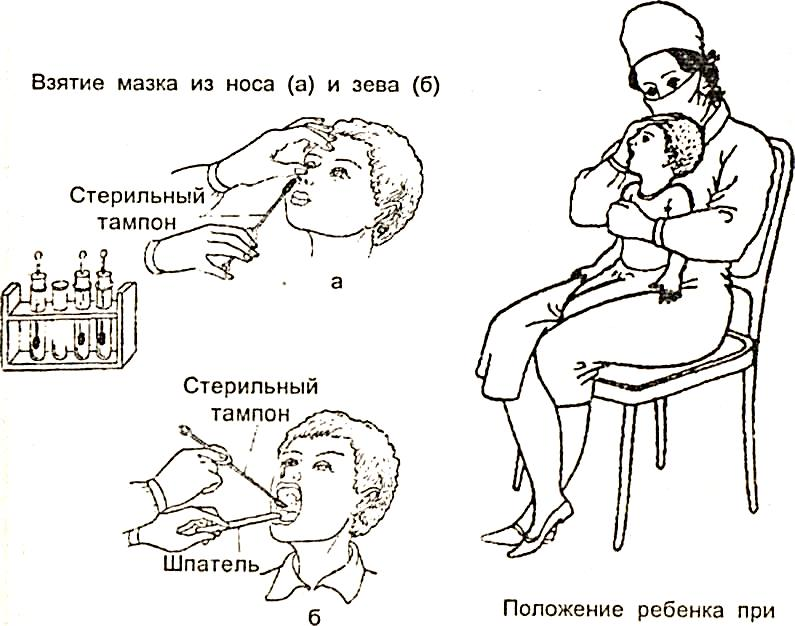 Взятие мазка из носа (а) и зева (б)
Стерильный
тампон
а
Стерильный
тампон
Шпатель
б
Положение ребенка при